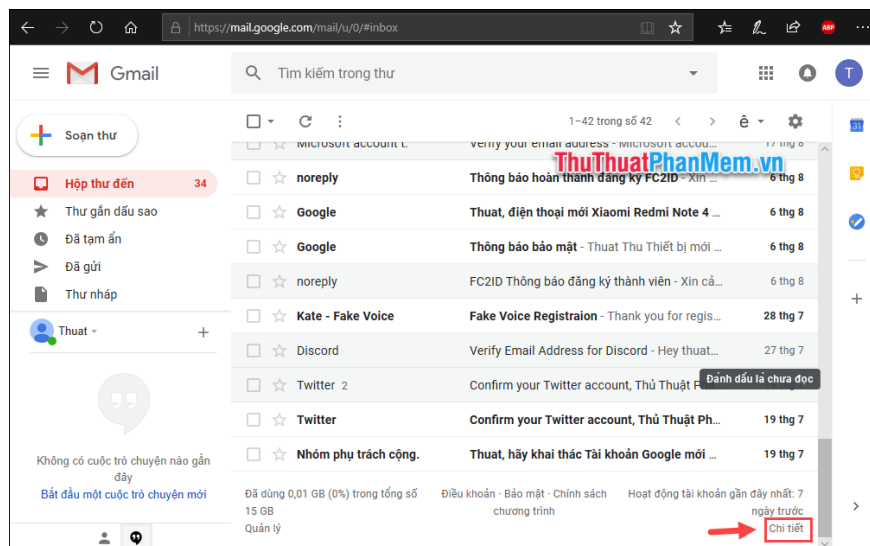 https://mail.google.com/mail/u/0/#inbox
ABP
Gmail
Tìm kiếm trong thư
T
Soạn thư
1–42 trong số 42
ê
31
Hộp thư đến 34
Thư gắn dấu sao
Đã tạm ẩn
Đã gửi
Thư nháp
Thuat
Không có cuộc trò chuyện nào gần
đây
Bắt đầu một cuộc trò chuyện mới
Microsoft account t. Verify your email address - Microsoft accou... 17 thg 8
ThuThuatPhanMem.vn
noreply Thông báo hoàn thành đăng ký FC2ID - Xin ... 6 thg 8
Google Thuat, điện thoại mới Xiaomi Redmi Note 4 ... 6 thg 8
Google Thông báo bảo mật - Thuat Thu Thiết bị mới ... 6 thg 8
noreply FC2ID Thông báo đăng ký thành viên - Xin cả... 6 thg 8
Kate - Fake Voice Fake Voice Registraion - Thank you for regis... 28 thg 7
Discord Verify Email Address for Discord - Hey thuat... 27 thg 7
Đánh dấu là chưa đọc
Twitter 2 Confirm your Twitter account, Thủ Thuật P
Twitter Confirm your Twitter account, Thủ Thuật Ph... 19 thg 7
Nhóm phụ trách cộng. Thuat, hãy khai thác Tài khoản Google mới ... 19 thg 7
Đã dùng 0,01 GB (0%) trong tổng số
15 GB
Quản lý
Điều khoản · Bảo mật · Chính sách
chương trình
Hoạt động tài khoản gần đây nhất: 7
ngày trước
Chi tiết